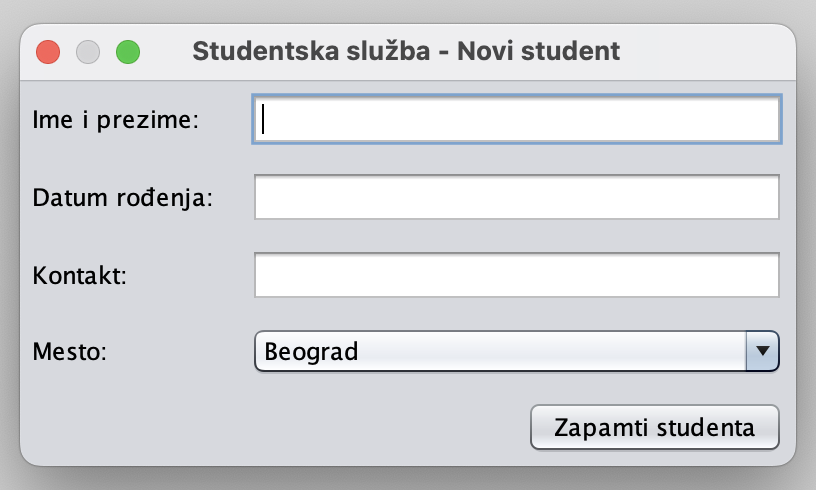 Studentska služba - Novi student
Ime i prezime:
Datum rođenja:
Kontakt:
Mesto:
Beograd
Zapamti studenta